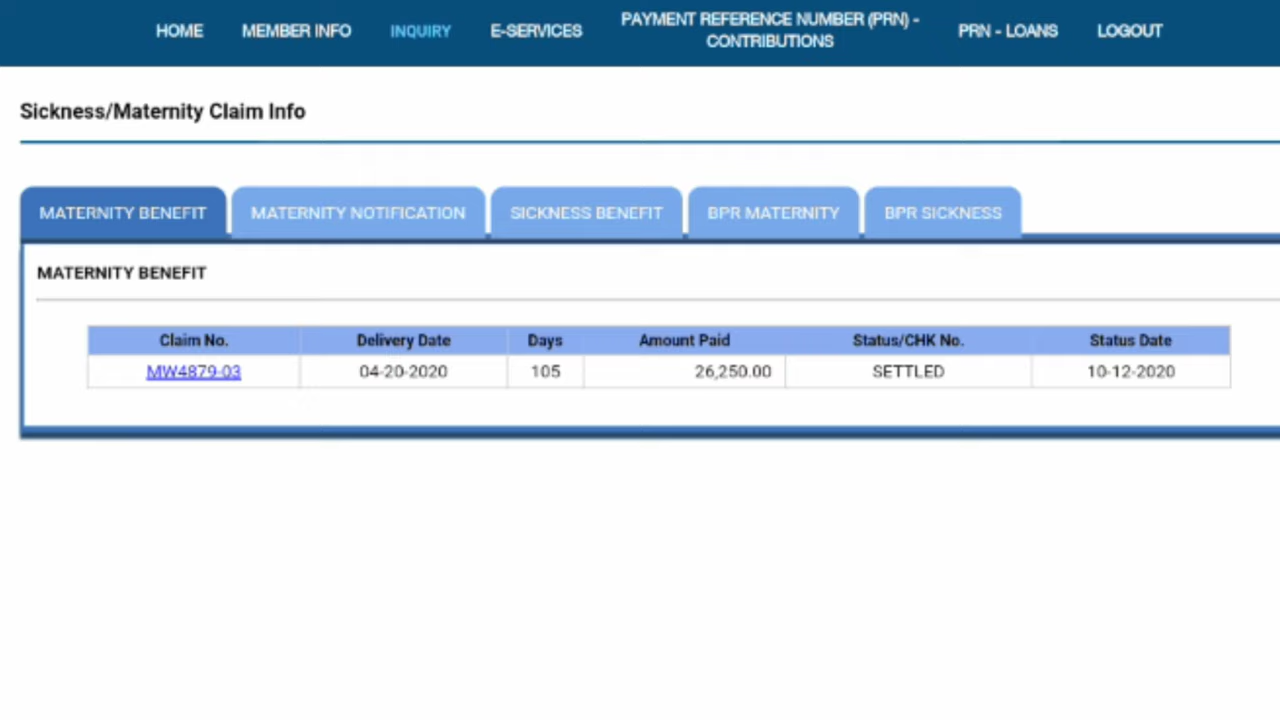 HOME MEMBER INFO INQUIRY E-SERVICES PAYMENT REFERENCE NUMBER (PRN) - CONTRIBUTIONS PRN - LOANS LOGOUT
Sickness/Maternity Claim Info
MATERNITY BENEFIT MATERNITY NOTIFICATION SICKNESS BENEFIT BPR MATERNITY BPR SICKNESS
MATERNITY BENEFIT
Claim No. Delivery Date Days Amount Paid Status/CHK No. Status Date
MW4879-03 04-20-2020 105 26,250.00 SETTLED 10-12-2020